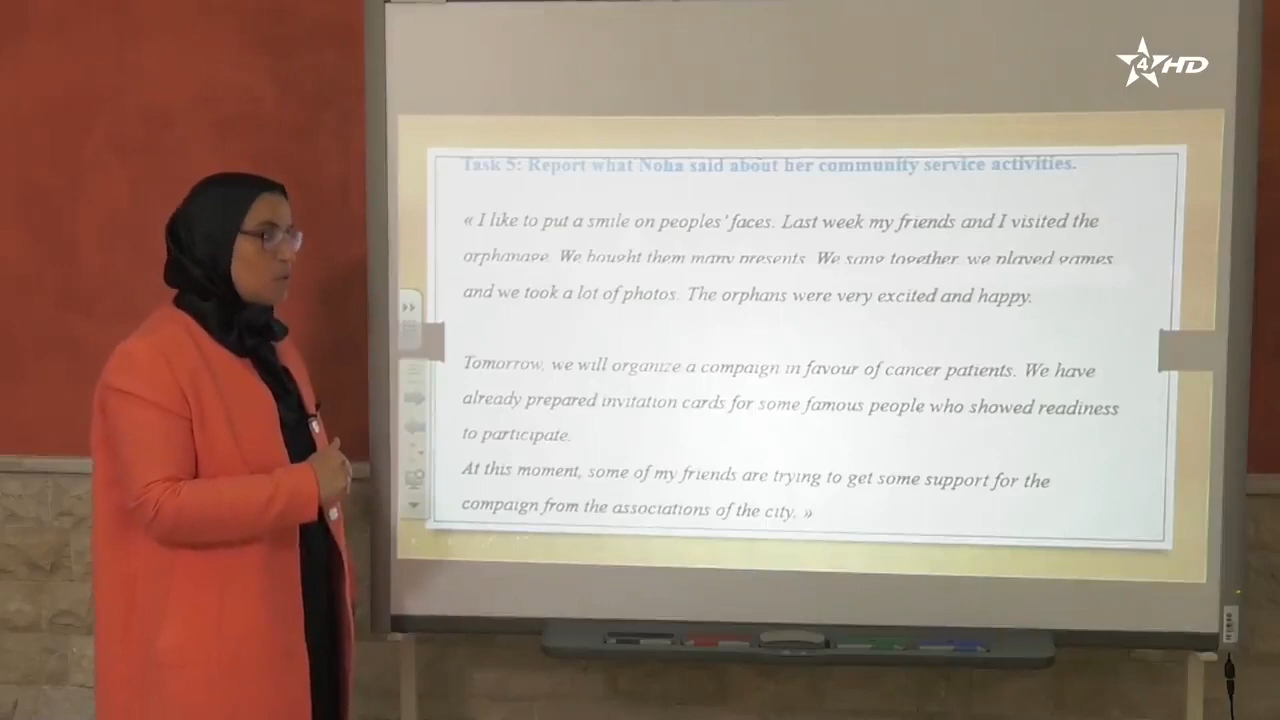 4 HD
Task 5: Report what Noha said about her community service activities.
« I like to put a smile on peoples' faces. Last week my friends and I visited the
orphanage. We bought them many presents. We sang together, we played games
and we took a lot of photos. The orphans were very excited and happy.
Tomorrow, we will organize a compaign in favour of cancer patients. We have
already prepared invitation cards for some famous people who showed readiness
to participate.
At this moment, some of my friends are trying to get some support for the
compaign from the associations of the city. »